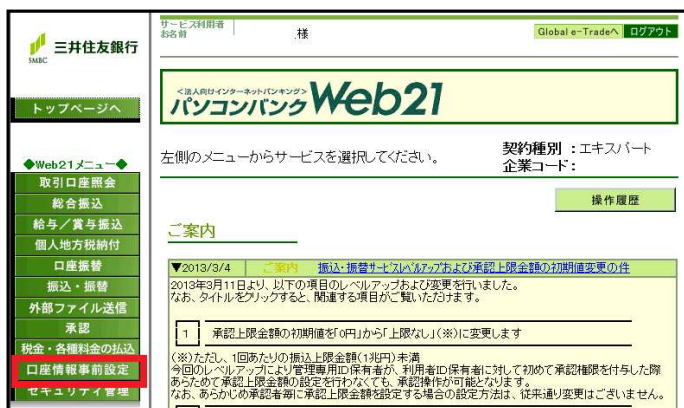 サービス利用者
お名前
様
Global e-Tradeへ
ログアウト
SMBC
三井住友銀行
トップページへ
<法人向けインターネットバンキング>
パソコンバンク Web21
◆Web21メニュー◆
取引口座照会
総合振込
給与／賞与振込
個人地方税納付
口座振替
振込・振替
外部ファイル送信
承認
税金・各種料金の払込
口座情報事前設定
セキュリティ管理
左側のメニューからサービスを選択してください。
契約種別 ：エキスパート
企業コード：
操作履歴
ご案内
▼2013/3/4 ご案内 振込・振替サービスレベルアップおよび承認上限金額の初期値変更の件
2013年3月11日より、以下の項目のレベルアップおよび変更を行いました。
なお、タイトルをクリックすると、関連する項目がご覧いただけます。
1 承認上限金額の初期値を「0円」から「上限なし」(※)に変更します
(※)ただし、1回あたりの振込上限金額(1兆円)未満
今回のレベルアップにより管理専用ID保有者が、利用者ID保有者に対して初めて承認権限を付与した際
あらためて承認上限金額の設定を行わなくても、承認操作が可能となります。
なお、あらかじめ承認者毎に承認上限金額を設定する場合の設定方法は、従来通り変更はございません。